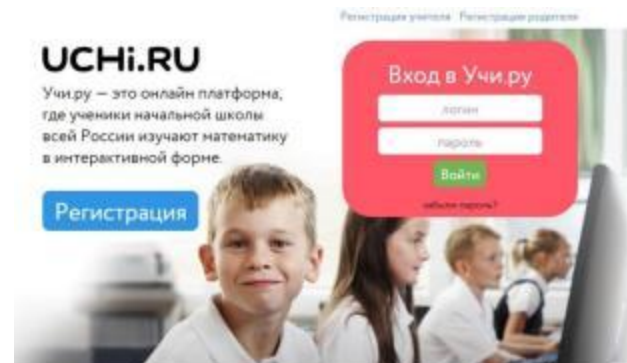 Регистрация учителя Регистрация родителя
UCHi.RU
Учи.ру – это онлайн платформа,
где ученики начальной школы
всей России изучают математику
в интерактивной форме.
Регистрация
Вход в Учи.ру
логин
пароль
Войти
забыли пароль?